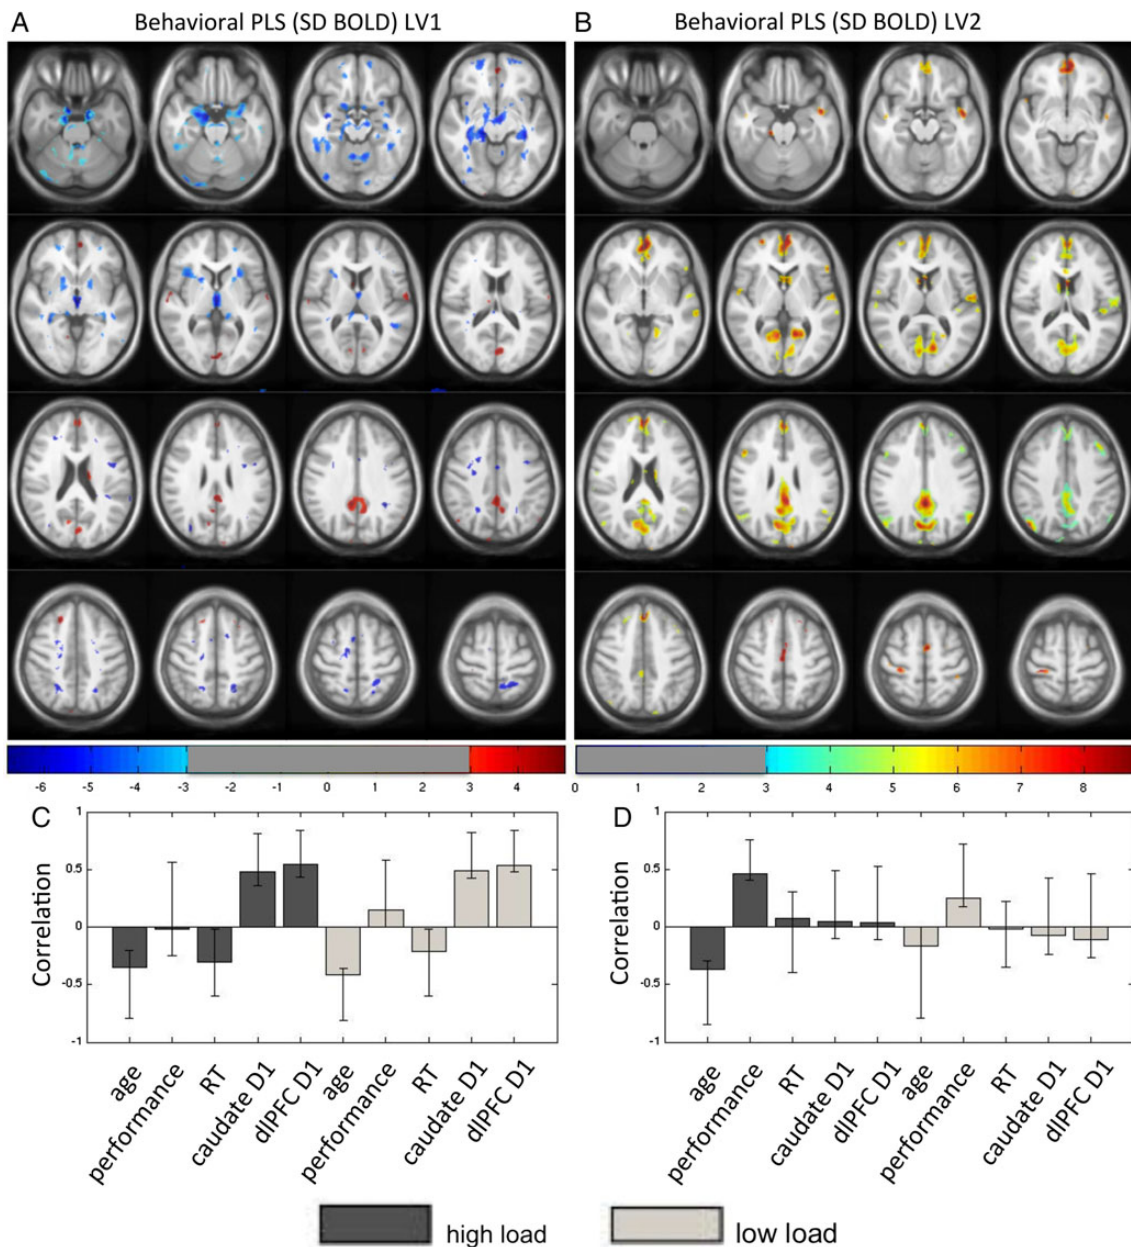 A Behavioral PLS (SD BOLD) LV1
B Behavioral PLS (SD BOLD) LV2
-6 -5 -4 -3 -2 -1 0 1 2 3 4
0 1 2 3 4 5 6 7 8
C
Correlation
1
0.5
0
-0.5
-1
age
performance
RT
caudate D1
dlPFC D1
age
performance
RT
caudate D1
dlPFC D1
D
Correlation
1
0.5
0
-0.5
-1
age
performance
RT
caudate D1
dlPFC D1
age
performance
RT
caudate D1
dlPFC D1
high load
low load